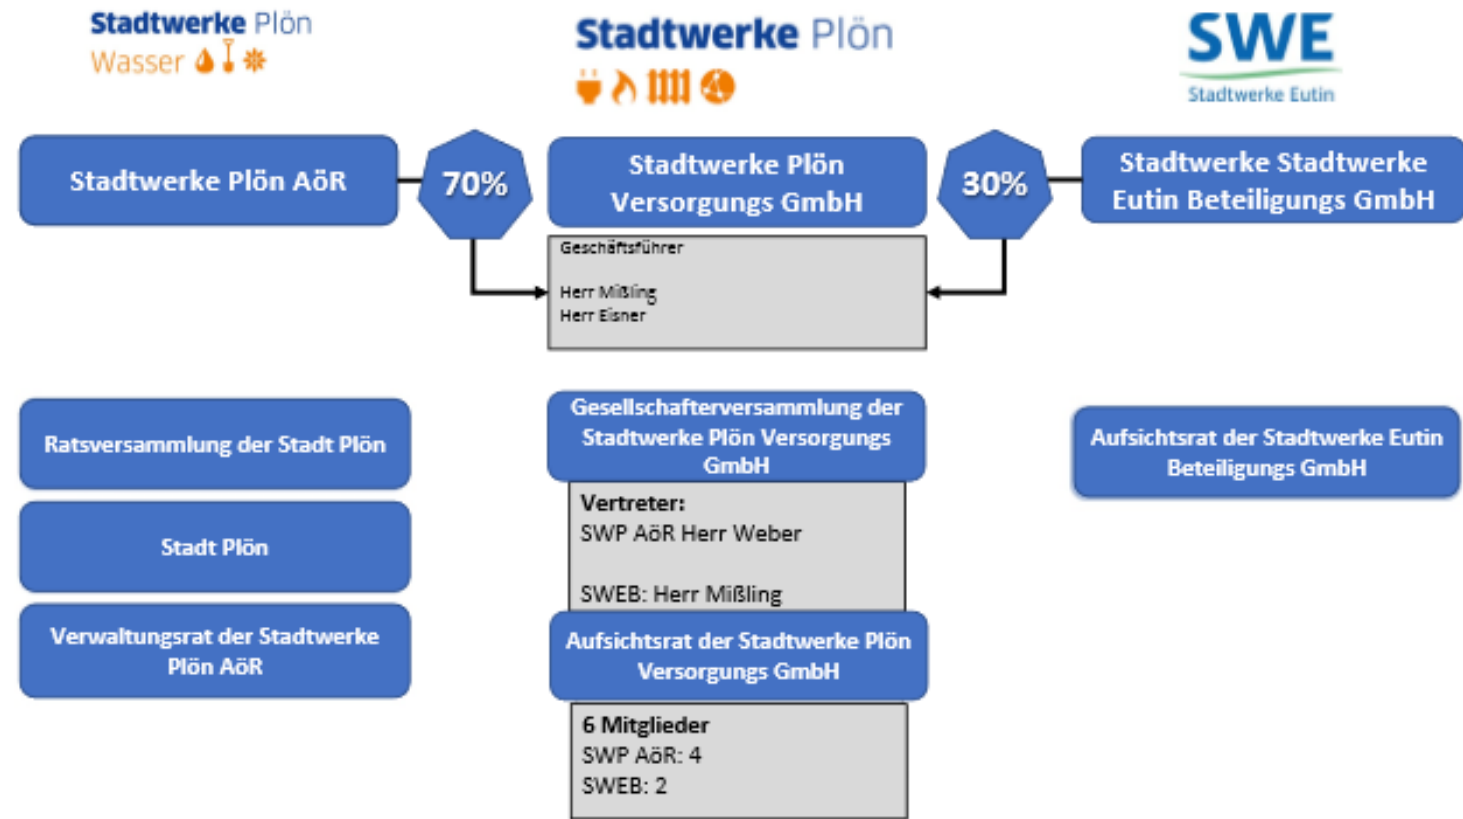 Stadtwerke Plön
Wasser
Stadtwerke Plön
SWE
Stadtwerke Eutin
Stadtwerke Plön AöR
70%
Stadtwerke Plön
Versorgungs GmbH
30%
Stadtwerke Stadtwerke
Eutin Beteiligungs GmbH
Geschäftsführer
Herr Mißling
Herr Eisner
Ratsversammlung der Stadt Plön
Stadt Plön
Verwaltungsrat der Stadtwerke
Plön AöR
Gesellschafterversammlung der
Stadtwerke Plön Versorgungs
GmbH
Vertreter:
SWP AöR Herr Weber
SWEB: Herr Mißling
Aufsichtsrat der Stadtwerke Plön
Versorgungs GmbH
6 Mitglieder
SWP AöR: 4
SWEB: 2
Aufsichtsrat der Stadtwerke Eutin
Beteiligungs GmbH